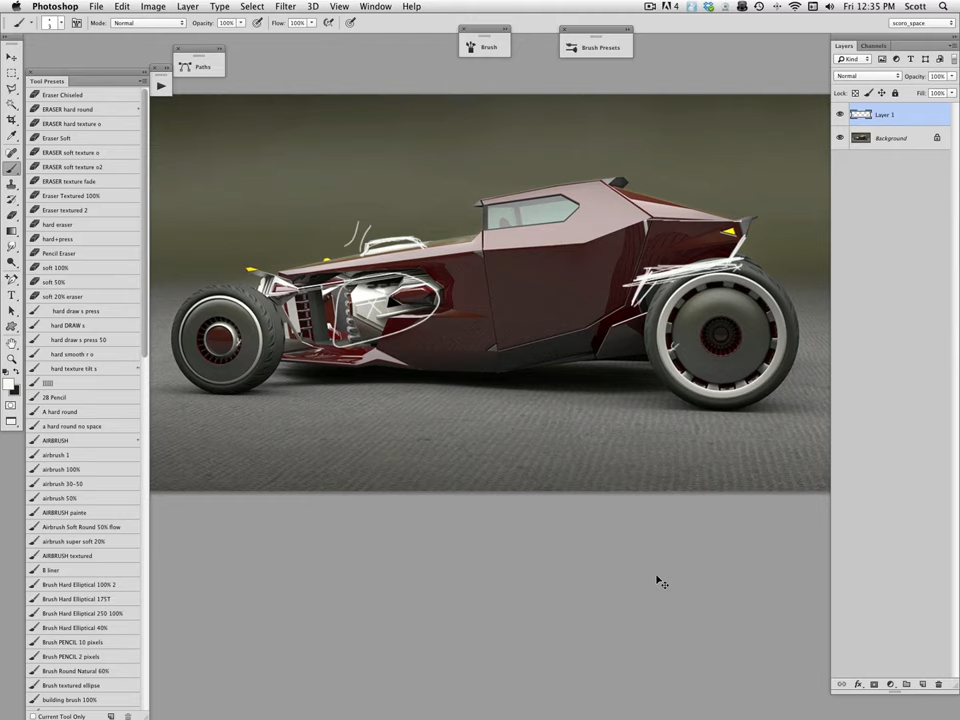 Photoshop File Edit Image Layer Type Select Filter 3D View Window Help 4 Fri 12:35 PM Scott
Mode: Normal Opacity: 100% Flow: 100% scoro_space
Brush Brush Presets
Paths
Layers Channels
Kind
Normal Opacity: 100%
Lock: Fill: 100%
Layer 1
Background
Tool Presets
Eraser Chiseled
ERASER hard round
ERASER hard texture o
Eraser Soft
ERASER soft texture o
ERASER soft texture o2
ERASER texture fade
Eraser Textured 100%
Eraser textured 2
hard eraser
hard+press
Pencil Eraser
soft 100%
soft 50%
soft 20% eraser
hard draw s press
hard DRAW s
hard draw s press 50
hard smooth r o
hard texture tilt s
2B Pencil
A hard round
a hard round no space
AIRBRUSH
airbrush 1
airbrush 100%
airbrush 30-50
airbrush 50%
AIRBRUSH painte
Airbrush Soft Round 50% flow
airbrush super soft 20%
AIRBRUSH textured
B liner
Brush Hard Elliptical 100% 2
Brush Hard Elliptical 175T
Brush Hard Elliptical 250 100%
Brush Hard Elliptical 40%
Brush PENCIL 10 pixels
Brush PENCIL 2 pixels
Brush Round Natural 60%
Brush textured ellipse
building brush 100%
Current Tool Only